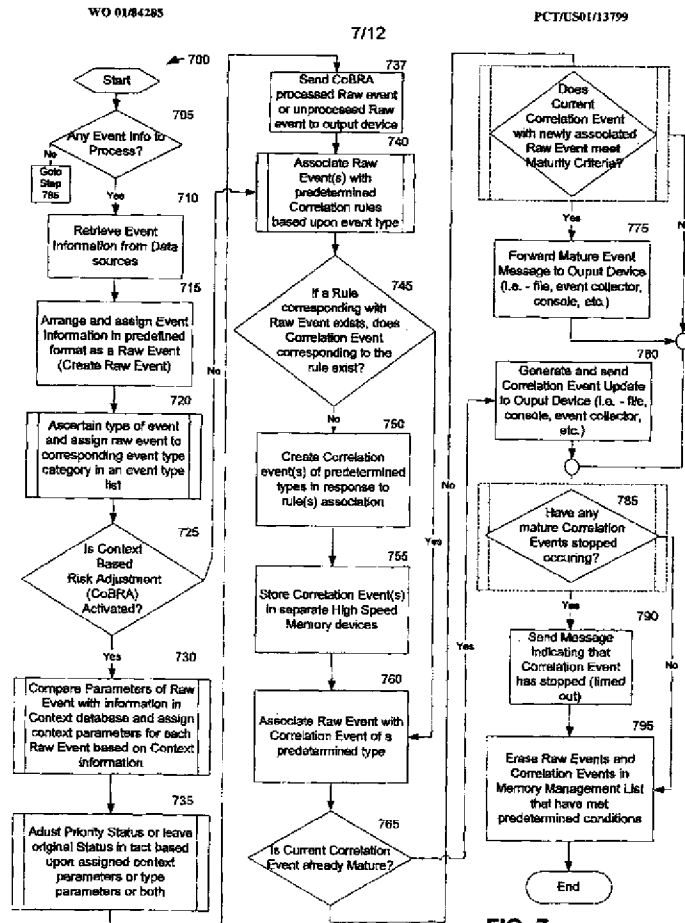 WO 01/84285
PCT/US01/13799
7/12
700
Start
705
Any Event Info to
Process?
No
Goto
Step
785
Yes
710
Retrieve Event
Information from Data
sources
715
Arrange and assign Event
Information in predefined
format as a Raw Event
(Create Raw Event)
720
Ascertain type of event
and assign raw event to
corresponding event type
category in an event type
list
725
Is Context
Based
Risk Adjustment
(CoBRA)
Activated?
No
Yes
730
Compare Parameters of Raw
Event with information in
Context database and assign
context parameters for each
Raw Event based on Context
information
735
Adjust Priority Status or leave
original Status in tact based
upon assigned context
parameters or type
parameters or both
737
Send CoBRA
processed Raw event
or unprocessed Raw
event to output device
740
Associate Raw
Event(s) with
predetermined
Correlation rules
based upon event type
745
If a Rule
corresponding with
Raw Event exists, does
Correlation Event
corresponding to the
rule exist?
No
Yes
750
Create Correlation
event(s) of predetermined
types in response to
rule(s) association
755
Store Correlation Event(s)
in separate High Speed
Memory devices
760
Associate Raw Event with
Correlation Event of a
predetermined type
765
Is Current Correlation
Event already Mature?
No
Yes
Does
Current
Correlation Event
with newly associated
Raw Event meet
Maturity Criteria?
Yes
775
Forward Mature Event
Message to Ouput Device
(i.e. - file, event collector,
console, etc.)
780
Generate and send
Correlation Event Update
to Ouput Device (i.e. - file,
console, event collector,
etc.)
785
Have any
mature Correlation
Events stopped
occuring?
Yes
No
790
Send Message
Indicating that
Correlation Event
has stopped (timed
out)
795
Erase Raw Events and
Correlation Events in
Memory Management List
that have met
predetermined conditions
End
FIG. 7